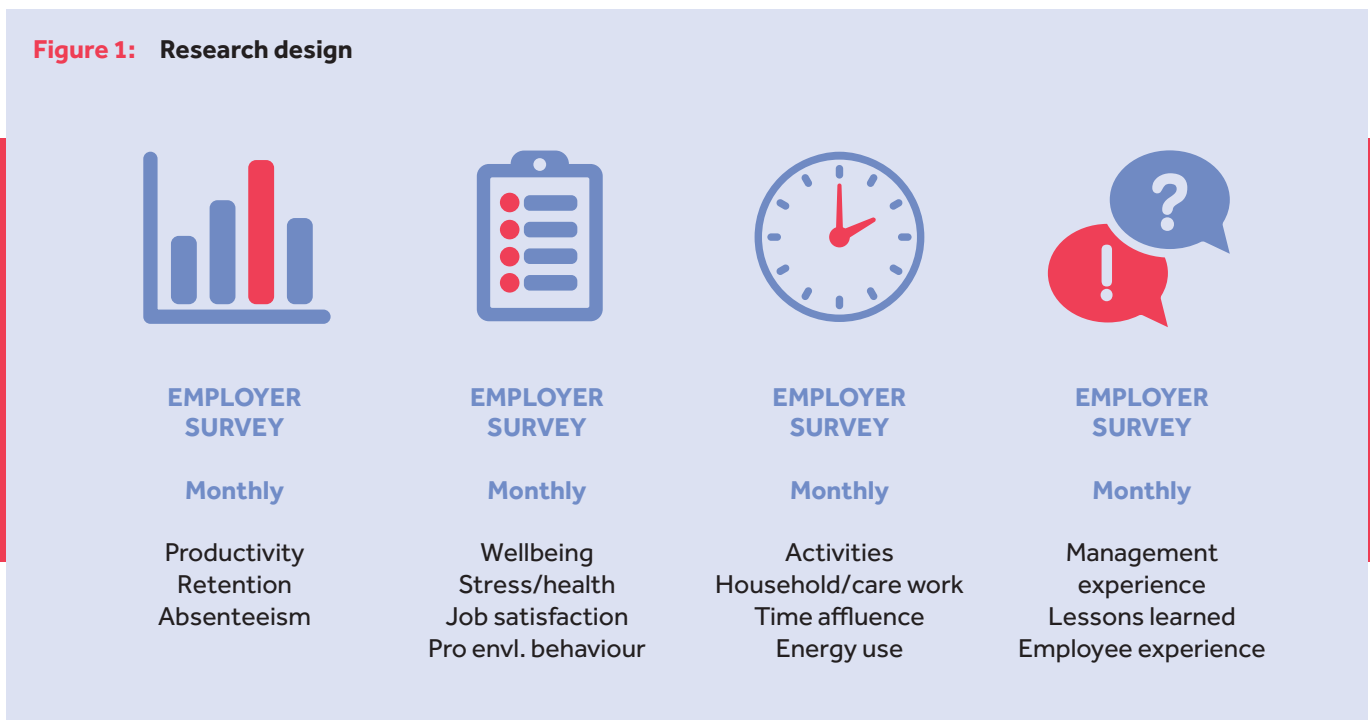 Figure 1: Research design
EMPLOYER
SURVEY
Monthly
Productivity
Retention
Absenteeism
EMPLOYER
SURVEY
Monthly
Wellbeing
Stress/health
Job satisfaction
Pro envl. behaviour
EMPLOYER
SURVEY
Monthly
Activities
Household/care work
Time affluence
Energy use
?
!
EMPLOYER
SURVEY
Monthly
Management
experience
Lessons learned
Employee experience